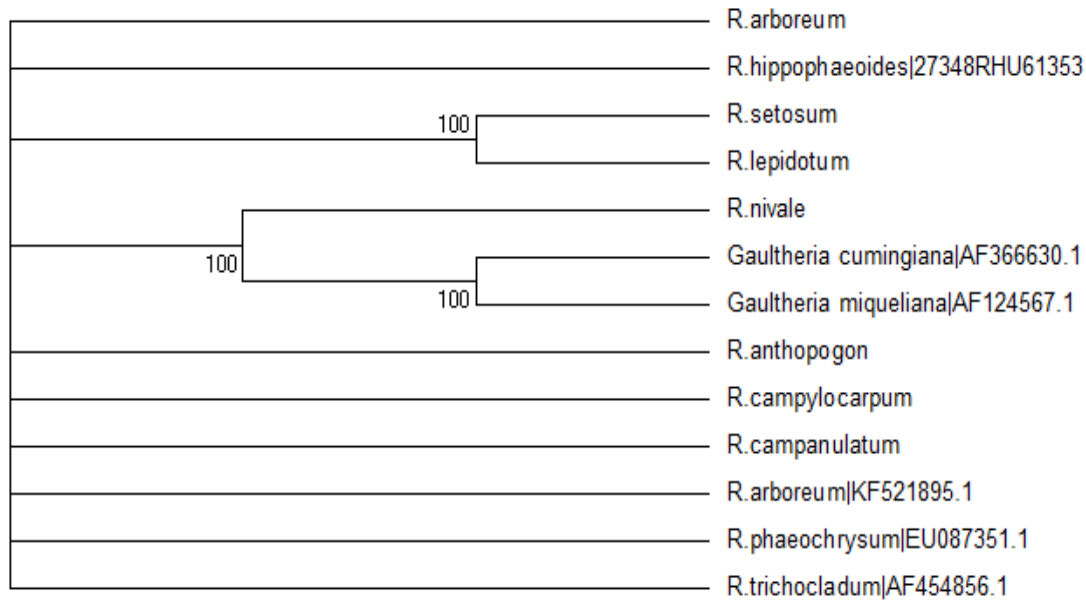 R.arboreum
R.hippophaeoides|27348RHU61353
100
R.setosum
R.lepidotum
R.nivale
100
Gaultheria cumingiana|AF366630.1
100
Gaultheria miqueliana|AF124567.1
R.anthopogon
R.campylocarpum
R.campanulatum
R.arboreum|KF521895.1
R.phaeochrysum|EU087351.1
R.trichocladum|AF454856.1